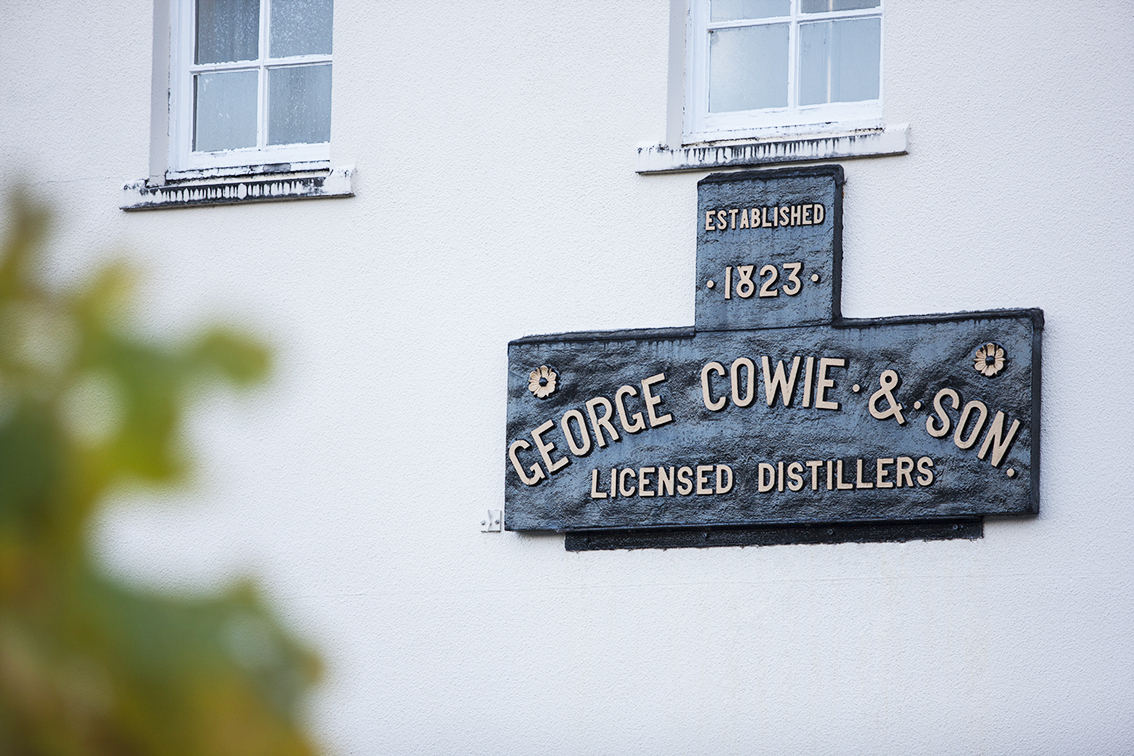 ESTABLISHED
·1823·
GEORGE COWIE·&·SON.
LICENSED DISTILLERS